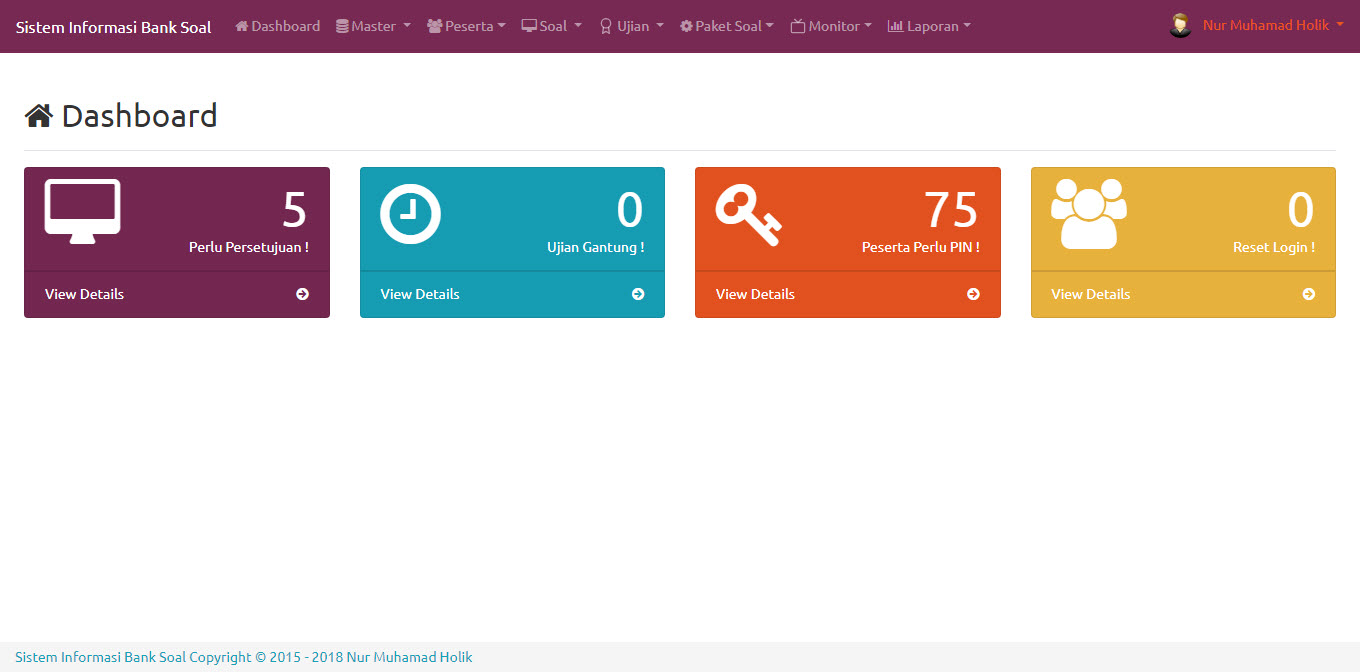 Sistem Informasi Bank Soal Dashboard Master Peserta Soal Ujian Paket Soal Monitor Laporan Nur Muhamad Holik
Dashboard
5 0 75 0
Perlu Persetujuan ! Ujian Gantung ! Peserta Perlu PIN ! Reset Login !
View Details View Details View Details View Details
Sistem Informasi Bank Soal Copyright © 2015 - 2018 Nur Muhamad Holik